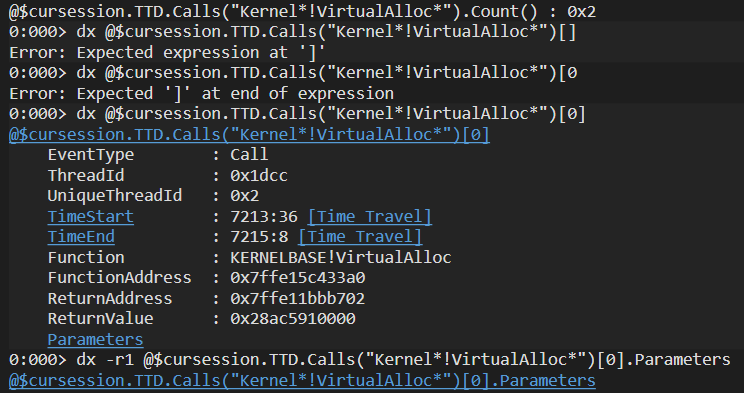 @$cursession.TTD.Calls("Kernel*!VirtualAlloc*").Count() : 0x2
0:000> dx @$cursession.TTD.Calls("Kernel*!VirtualAlloc*")[]
Error: Expected expression at ']'
0:000> dx @$cursession.TTD.Calls("Kernel*!VirtualAlloc*")[0
Error: Expected ']' at end of expression
0:000> dx @$cursession.TTD.Calls("Kernel*!VirtualAlloc*")[0]
@$cursession.TTD.Calls("Kernel*!VirtualAlloc*")[0]
    EventType        : Call
    ThreadId         : 0x1dcc
    UniqueThreadId   : 0x2
    TimeStart        : 7213:36 [Time Travel]
    TimeEnd          : 7215:8 [Time Travel]
    Function         : KERNELBASE!VirtualAlloc
    FunctionAddress  : 0x7ffe15c433a0
    ReturnAddress    : 0x7ffe11bbb702
    ReturnValue      : 0x28ac5910000
    Parameters
0:000> dx -r1 @$cursession.TTD.Calls("Kernel*!VirtualAlloc*")[0].Parameters
@$cursession.TTD.Calls("Kernel*!VirtualAlloc*")[0].Parameters